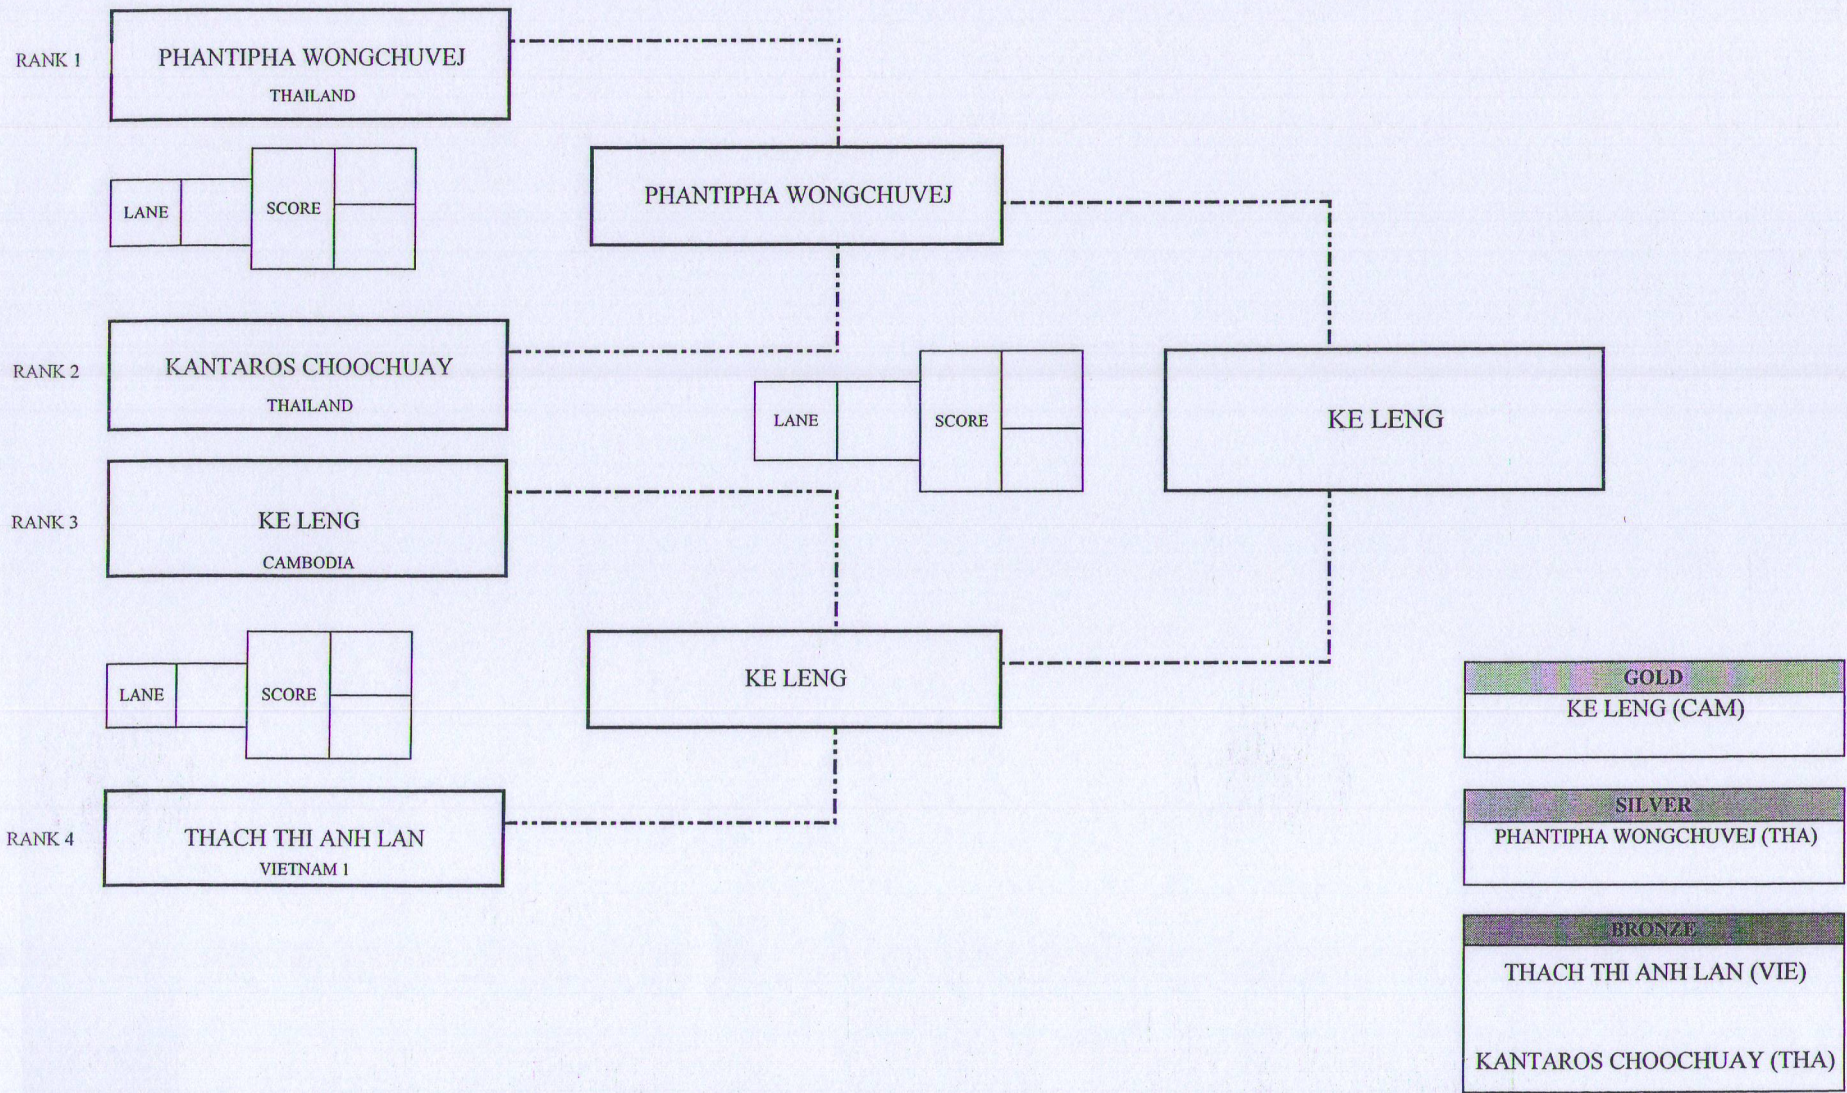 RANK 1
PHANTIPHA WONGCHUVEJ
THAILAND
LANE
SCORE
PHANTIPHA WONGCHUVEJ
RANK 2
KANTAROS CHOOCHUAY
THAILAND
LANE
SCORE
KE LENG
RANK 3
KE LENG
CAMBODIA
LANE
SCORE
KE LENG
RANK 4
THACH THI ANH LAN
VIETNAM 1
GOLD
KE LENG (CAM)
SILVER
PHANTIPHA WONGCHUVEJ (THA)
BRONZE
THACH THI ANH LAN (VIE)
KANTAROS CHOOCHUAY (THA)